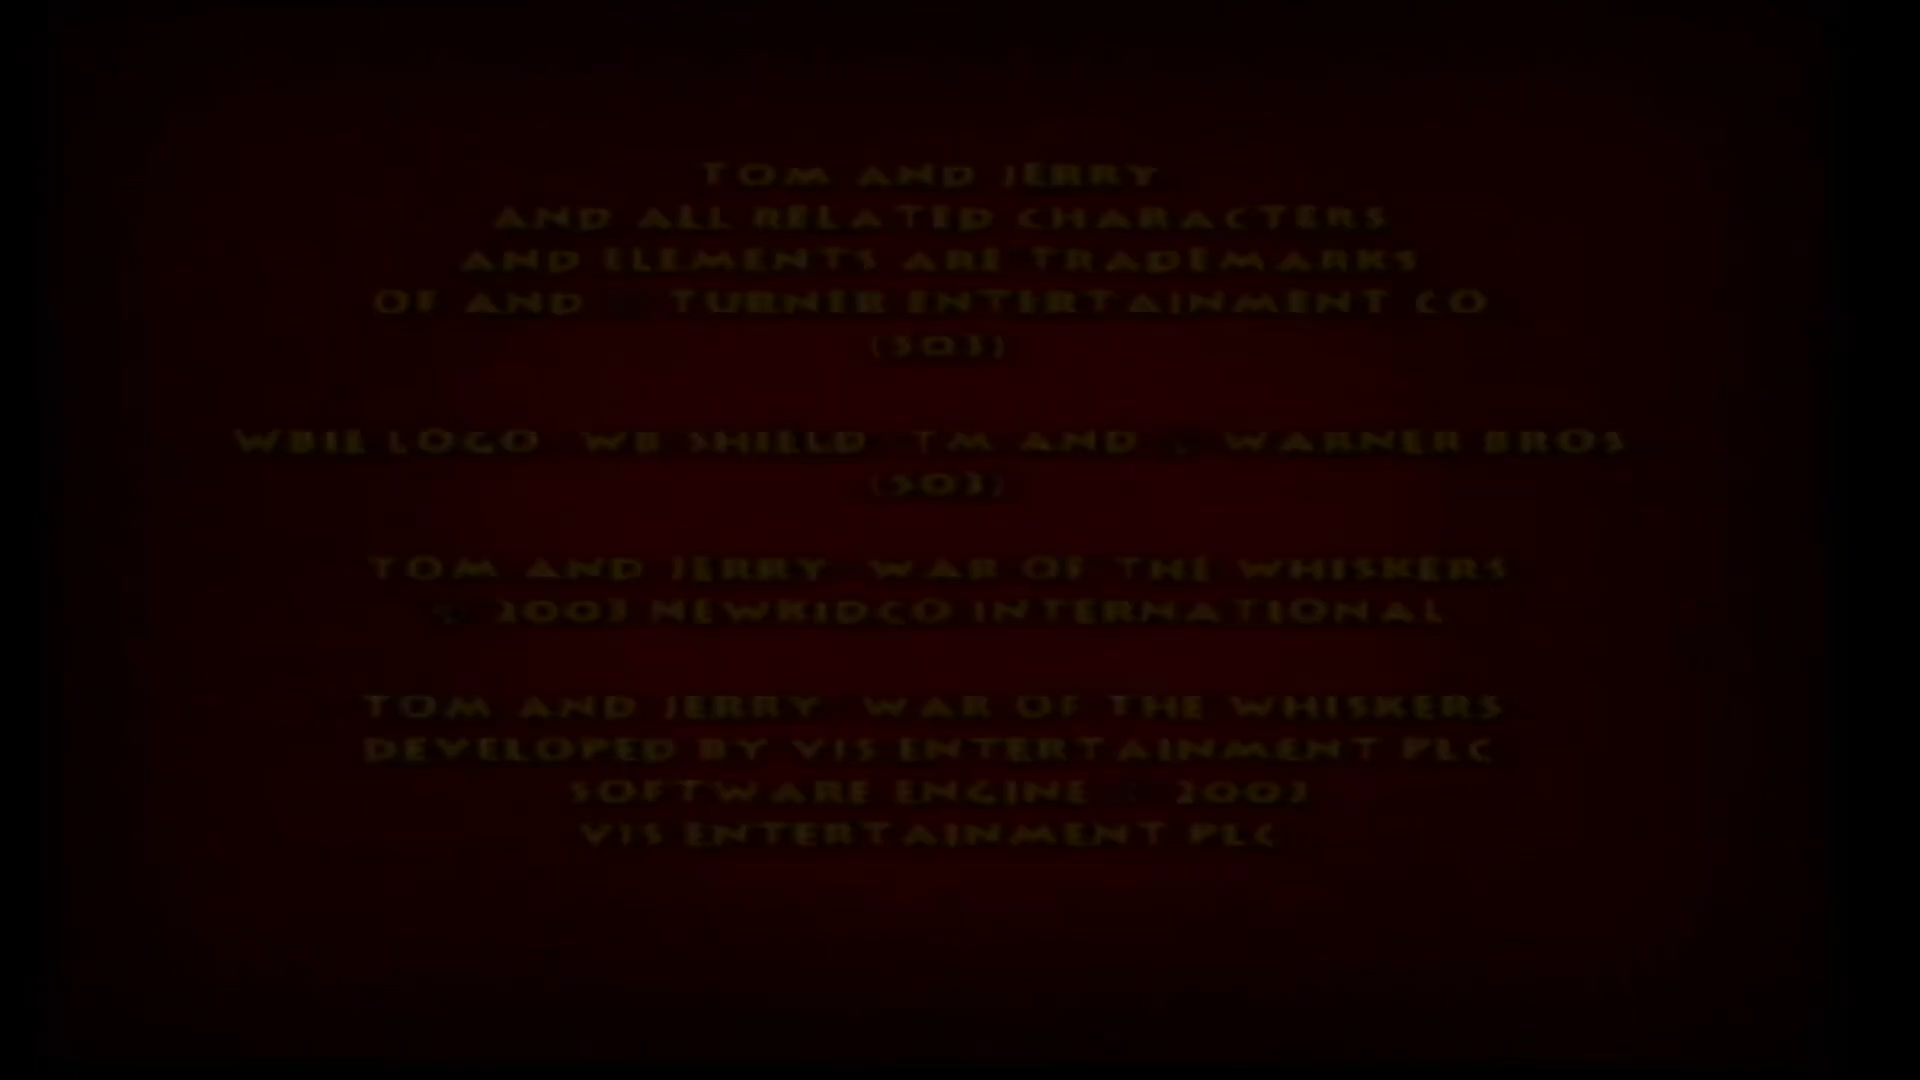 TOM AND JERRY
AND ALL RELATED CHARACTERS
AND ELEMENTS ARE TRADEMARKS
OF AND © TURNER ENTERTAINMENT CO
(S03)
WBIE LOGO WB SHIELD TM AND © WARNER BROS
(S03)
TOM AND JERRY WAR OF THE WHISKERS
© 2003 NEWKIDCO INTERNATIONAL
TOM AND JERRY WAR OF THE WHISKERS
DEVELOPED BY VIS ENTERTAINMENT PLC
SOFTWARE ENGINE © 2003
VIS ENTERTAINMENT PLC